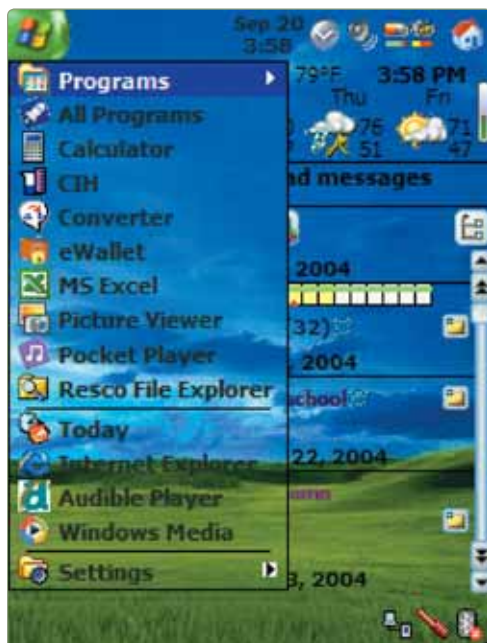 Sep 20
3:58
79°F 3:58 PM
Thu Fri
76 71
51 47
Programs
All Programs
Calculator
CIH
Converter
eWallet
MS Excel
Picture Viewer
Pocket Player
Resco File Explorer
Today
Internet Explorer
Audible Player
Windows Media
Settings
nd messages
, 2004
32)
, 2004
school
22, 2004
3, 2004